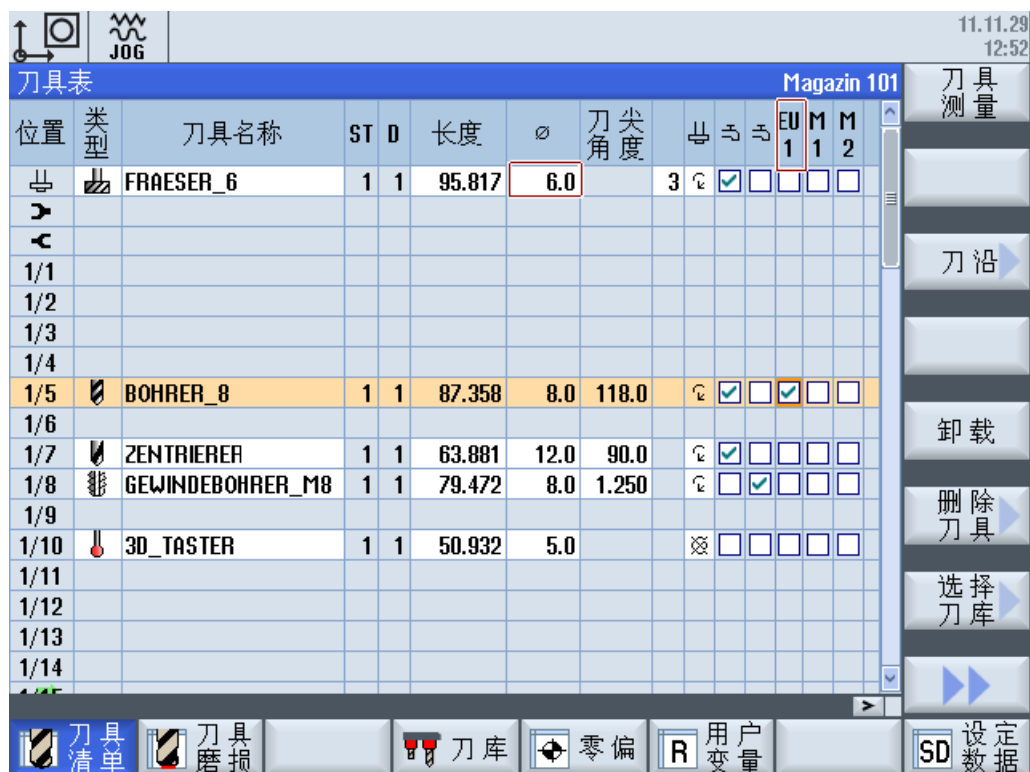 JOG
11.11.29
12:52
刀具表 Magazin 101
位置 类型 刀具名称 ST D 长度 ø 刀尖角度 EU1 M1 M2
FRAESER_6 1 1 95.817 6.0 3
1/1
1/2
1/3
1/4
1/5 BOHRER_8 1 1 87.358 8.0 118.0
1/6
1/7 ZENTRIERER 1 1 63.881 12.0 90.0
1/8 GEWINDEBOHRER_M8 1 1 79.472 8.0 1.250
1/9
1/10 3D_TASTER 1 1 50.932 5.0
1/11
1/12
1/13
1/14
刀具测量
刀沿
卸载
删除刀具
选择刀库
刀具清单
刀具磨损
刀库
零偏
R 用户变量
SD 设定数据